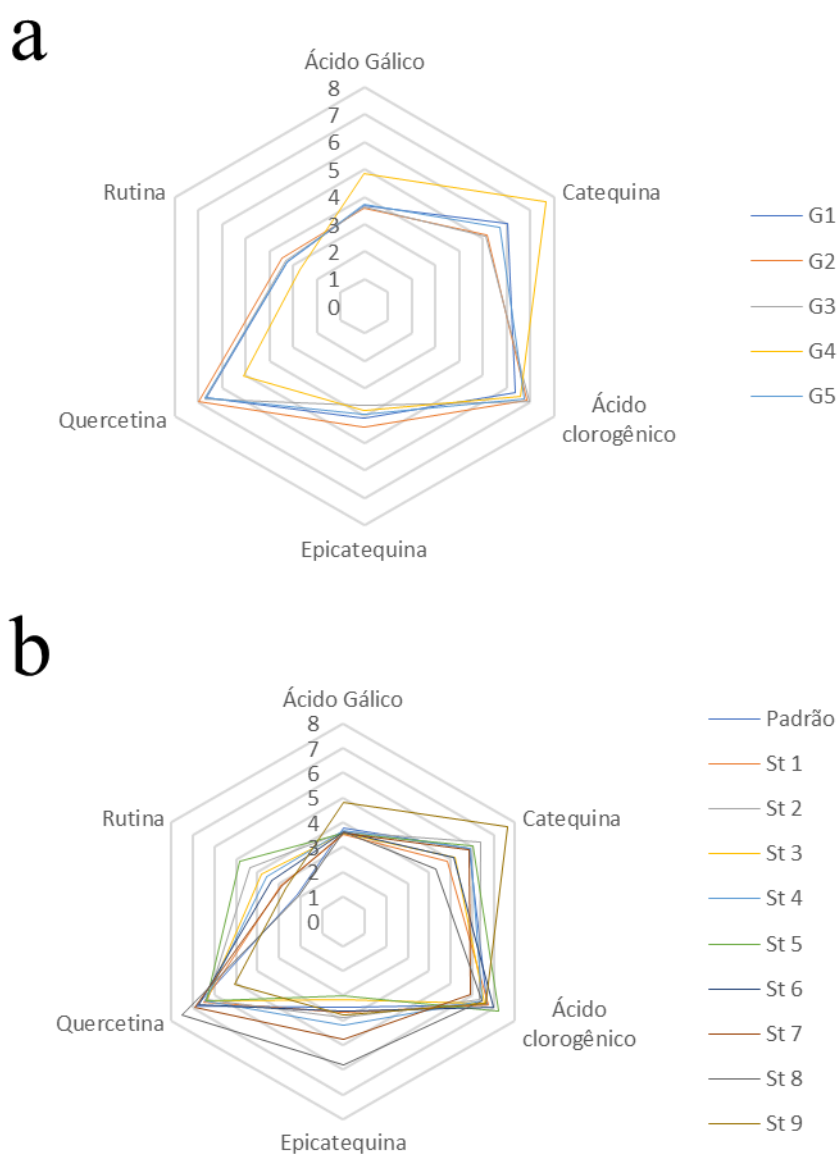 a
Ácido Gálico
8
7
6
5
4
3
2
1
0
Catequina
Ácido
clorogênico
Epicatequina
Quercetina
Rutina
G1
G2
G3
G4
G5
b
Ácido Gálico
8
7
6
5
4
3
2
1
0
Catequina
Ácido
clorogênico
Epicatequina
Quercetina
Rutina
Padrão
St 1
St 2
St 3
St 4
St 5
St 6
St 7
St 8
St 9